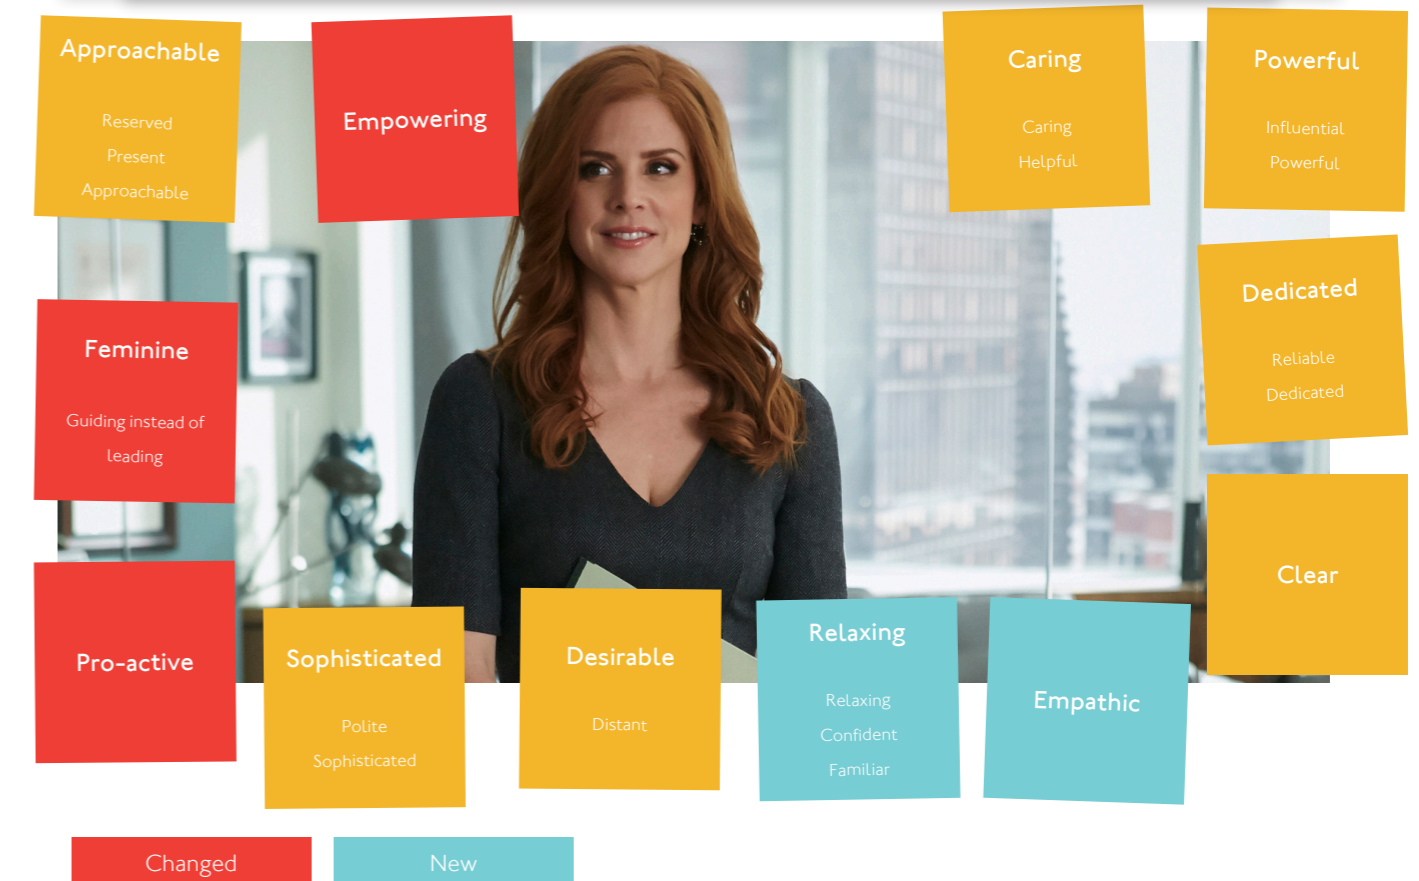 Approachable
Reserved
Present
Approachable
Empowering
Caring
Caring
Helpful
Powerful
Influential
Powerful
Feminine
Guiding instead of
leading
Dedicated
Reliable
Dedicated
Pro-active
Sophisticated
Polite
Sophisticated
Desirable
Distant
Relaxing
Relaxing
Confident
Familiar
Empathic
Clear
Changed
New